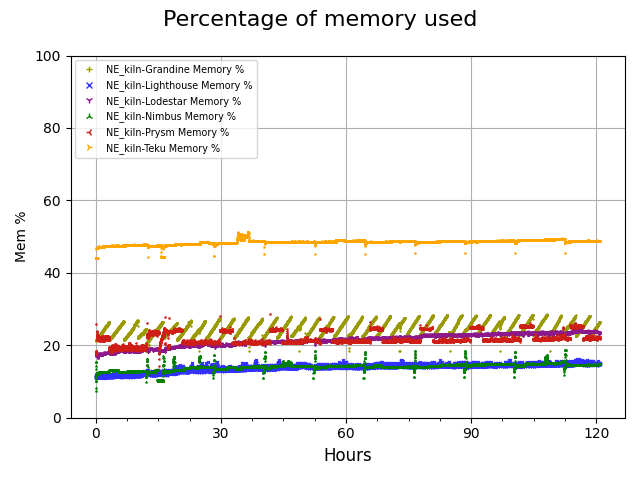 Percentage of memory used
100
80
60
40
20
0
Mem %
NE_kiln-Grandine Memory %
NE_kiln-Lighthouse Memory %
NE_kiln-Lodestar Memory %
NE_kiln-Nimbus Memory %
NE_kiln-Prysm Memory %
NE_kiln-Teku Memory %
0 30 60 90 120
Hours